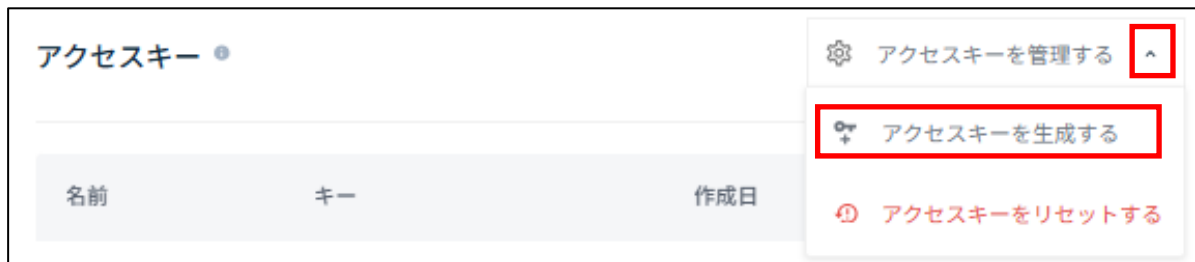 アクセスキー
アクセスキーを管理する
アクセスキーを生成する
名前 キー 作成日
アクセスキーをリセットする